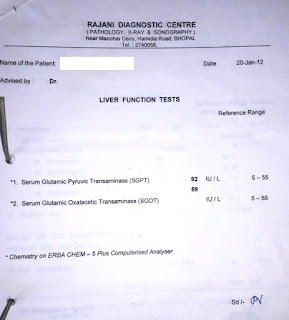 RAJANI DIAGNOSTIC CENTRE
( PATHOLOGY, X-RAY & SONOGRAPHY )
Near Manohar Dairy, Hamidia Road, BHOPAL
Tel.: 2740058,
Name of the Patient: Date: 20-Jan-12
Advised by : Dr.
LIVER FUNCTION TESTS
Reference Range
*1. Serum Glutamic Pyruvic Transaminase (SGPT) 92 IU / L 5 – 55
89
*2. Serum Glutamic Oxalacetic Transaminase (SGOT) IU / L 5 – 55
* Chemistry on ERBA CHEM – 5 Plus Computerised Analyser
Sd /-